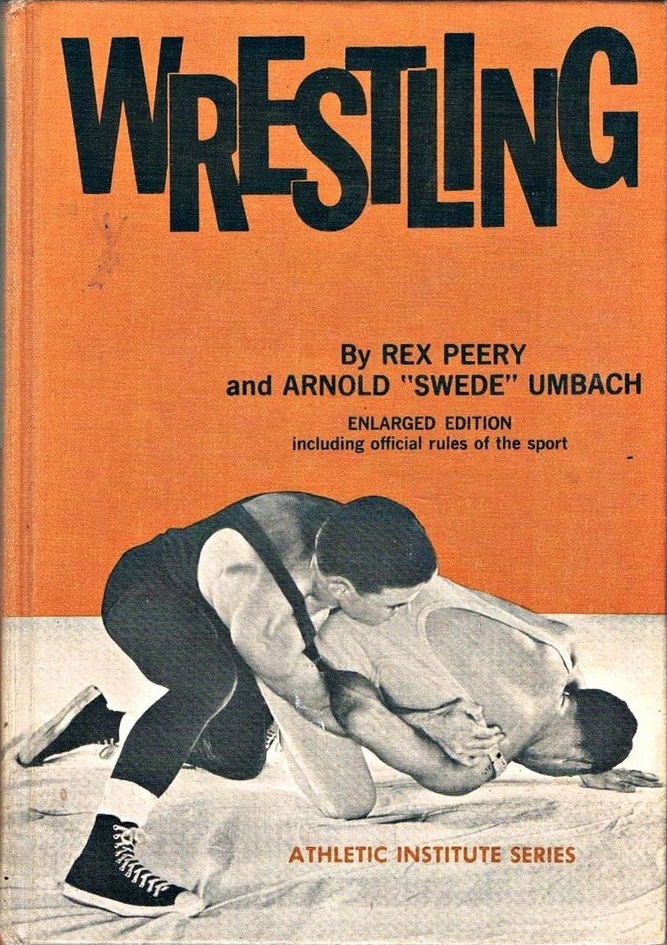 WRESTLING
By REX PEERY
and ARNOLD "SWEDE" UMBACH
ENLARGED EDITION
including official rules of the sport
ATHLETIC INSTITUTE SERIES